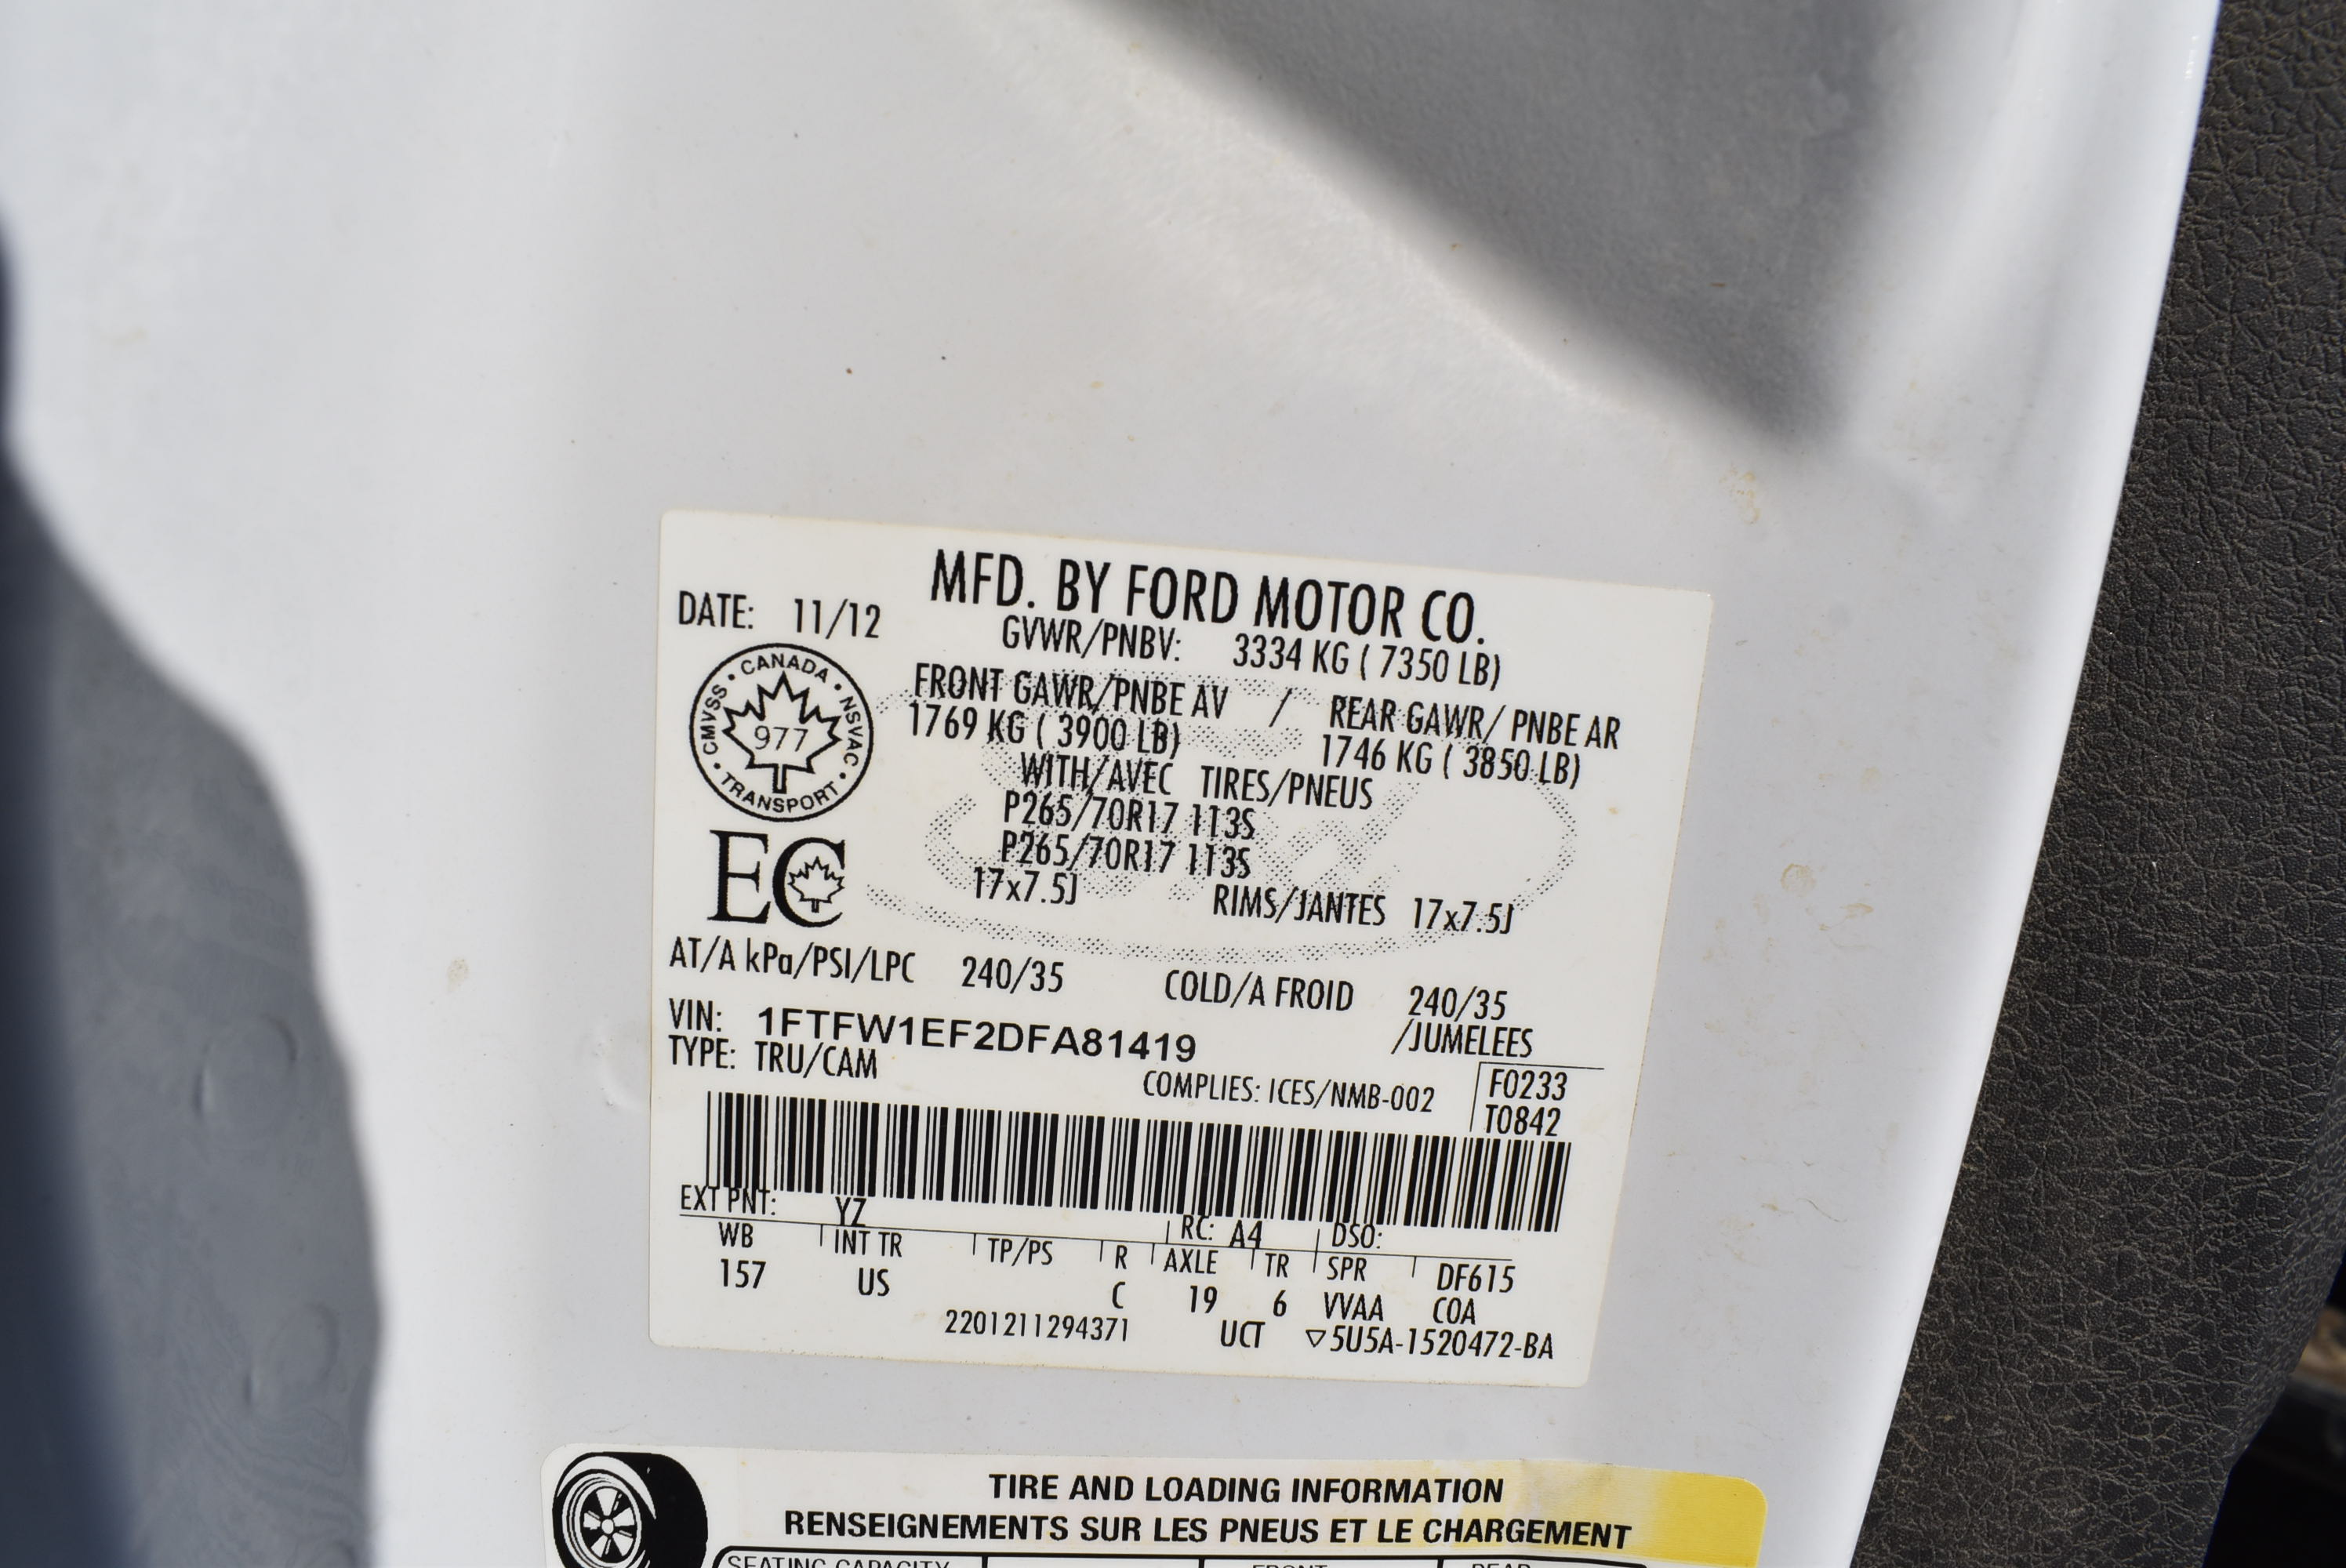 MFD. BY FORD MOTOR CO.
DATE: 11/12
GVWR/PNBV: 3334 KG ( 7350 LB)
CANADA • NSVAC • TRANSPORT • CMVSS •
977
FRONT GAWR/PNBE AV / REAR GAWR/ PNBE AR
1769 KG ( 3900 LB) 1746 KG ( 3850 LB)
WITH/AVEC TIRES/PNEUS
P265/70R17 113S
P265/70R17 113S
17x7.5J RIMS/JANTES 17x7.5J
EC
AT/A kPa/PSI/LPC 240/35 COLD/A FROID 240/35
VIN: 1FTFW1EF2DFA81419 /JUMELEES
TYPE: TRU/CAM
COMPLIES: ICES/NMB-002
F0233
T0842
EXT PNT: YZ RC: A4 DSO:
WB INT TR TP/PS R AXLE TR SPR DF615
157 US C 19 6 VVAA COA
2201211294371 UCT ▽5U5A-1520472-BA
TIRE AND LOADING INFORMATION
RENSEIGNEMENTS SUR LES PNEUS ET LE CHARGEMENT
SEATING CAPACITY FRONT REAR